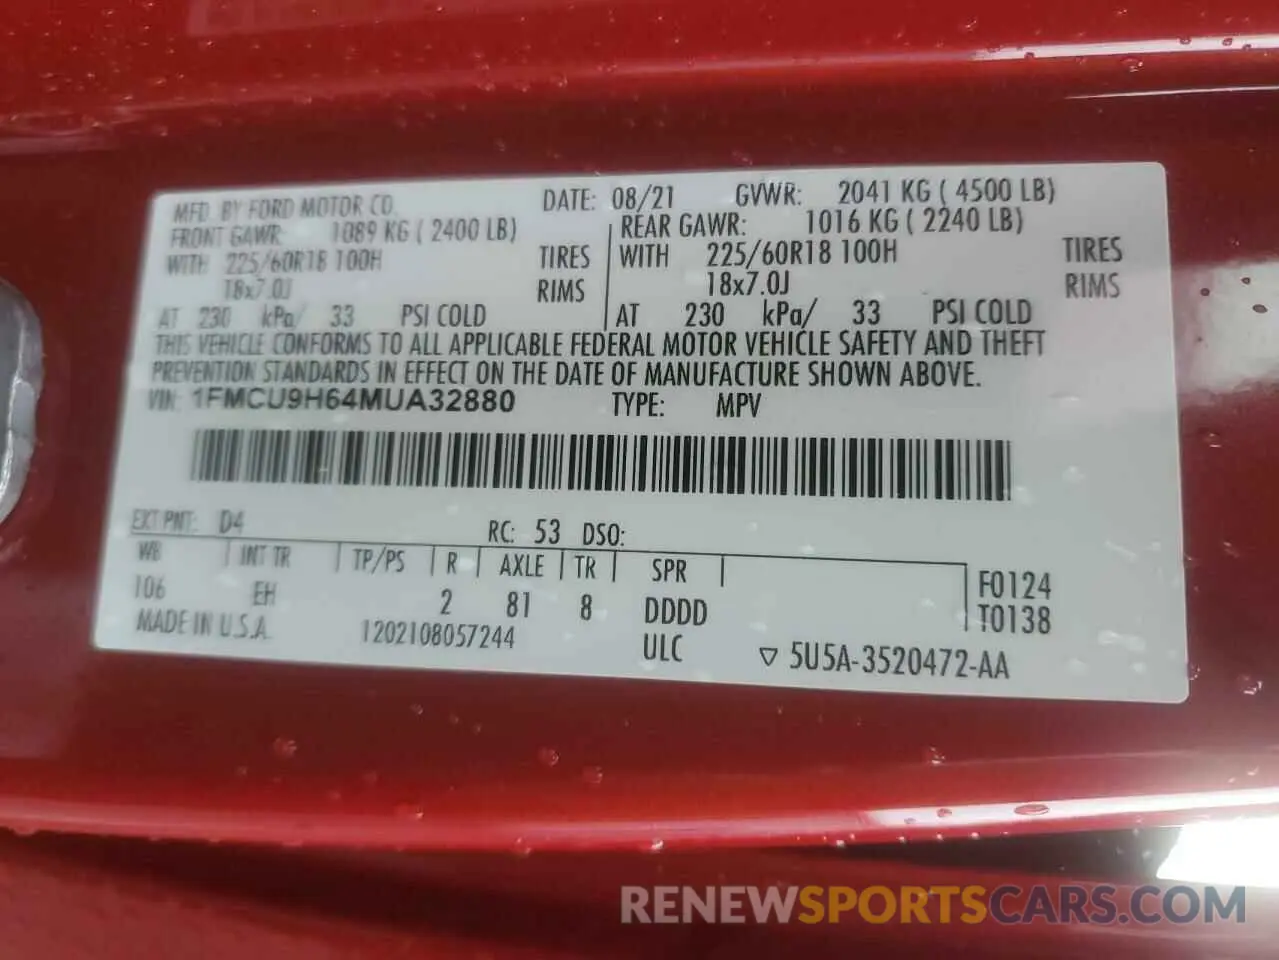 MFD. BY FORD MOTOR CO. DATE: 08/21 GVWR: 2041 KG ( 4500 LB)
FRONT GAWR: 1089 KG ( 2400 LB) REAR GAWR: 1016 KG ( 2240 LB)
WITH 225/60R18 100H TIRES WITH 225/60R18 100H TIRES
18x7.0J RIMS 18x7.0J RIMS
AT 230 kPa/ 33 PSI COLD AT 230 kPa/ 33 PSI COLD
THIS VEHICLE CONFORMS TO ALL APPLICABLE FEDERAL MOTOR VEHICLE SAFETY AND THEFT
PREVENTION STANDARDS IN EFFECT ON THE DATE OF MANUFACTURE SHOWN ABOVE.
VIN: 1FMCU9H64MUA32880 TYPE: MPV
EXT PNT: D4 RC: 53 DSO:
WB INT TR TP/PS R AXLE TR SPR
106 EH 2 81 8 DDDD
F0124
T0138
MADE IN U.S.A. 1202108057244 ULC ▽ 5U5A-3520472-AA
RENEWSPORTSCARS.COM